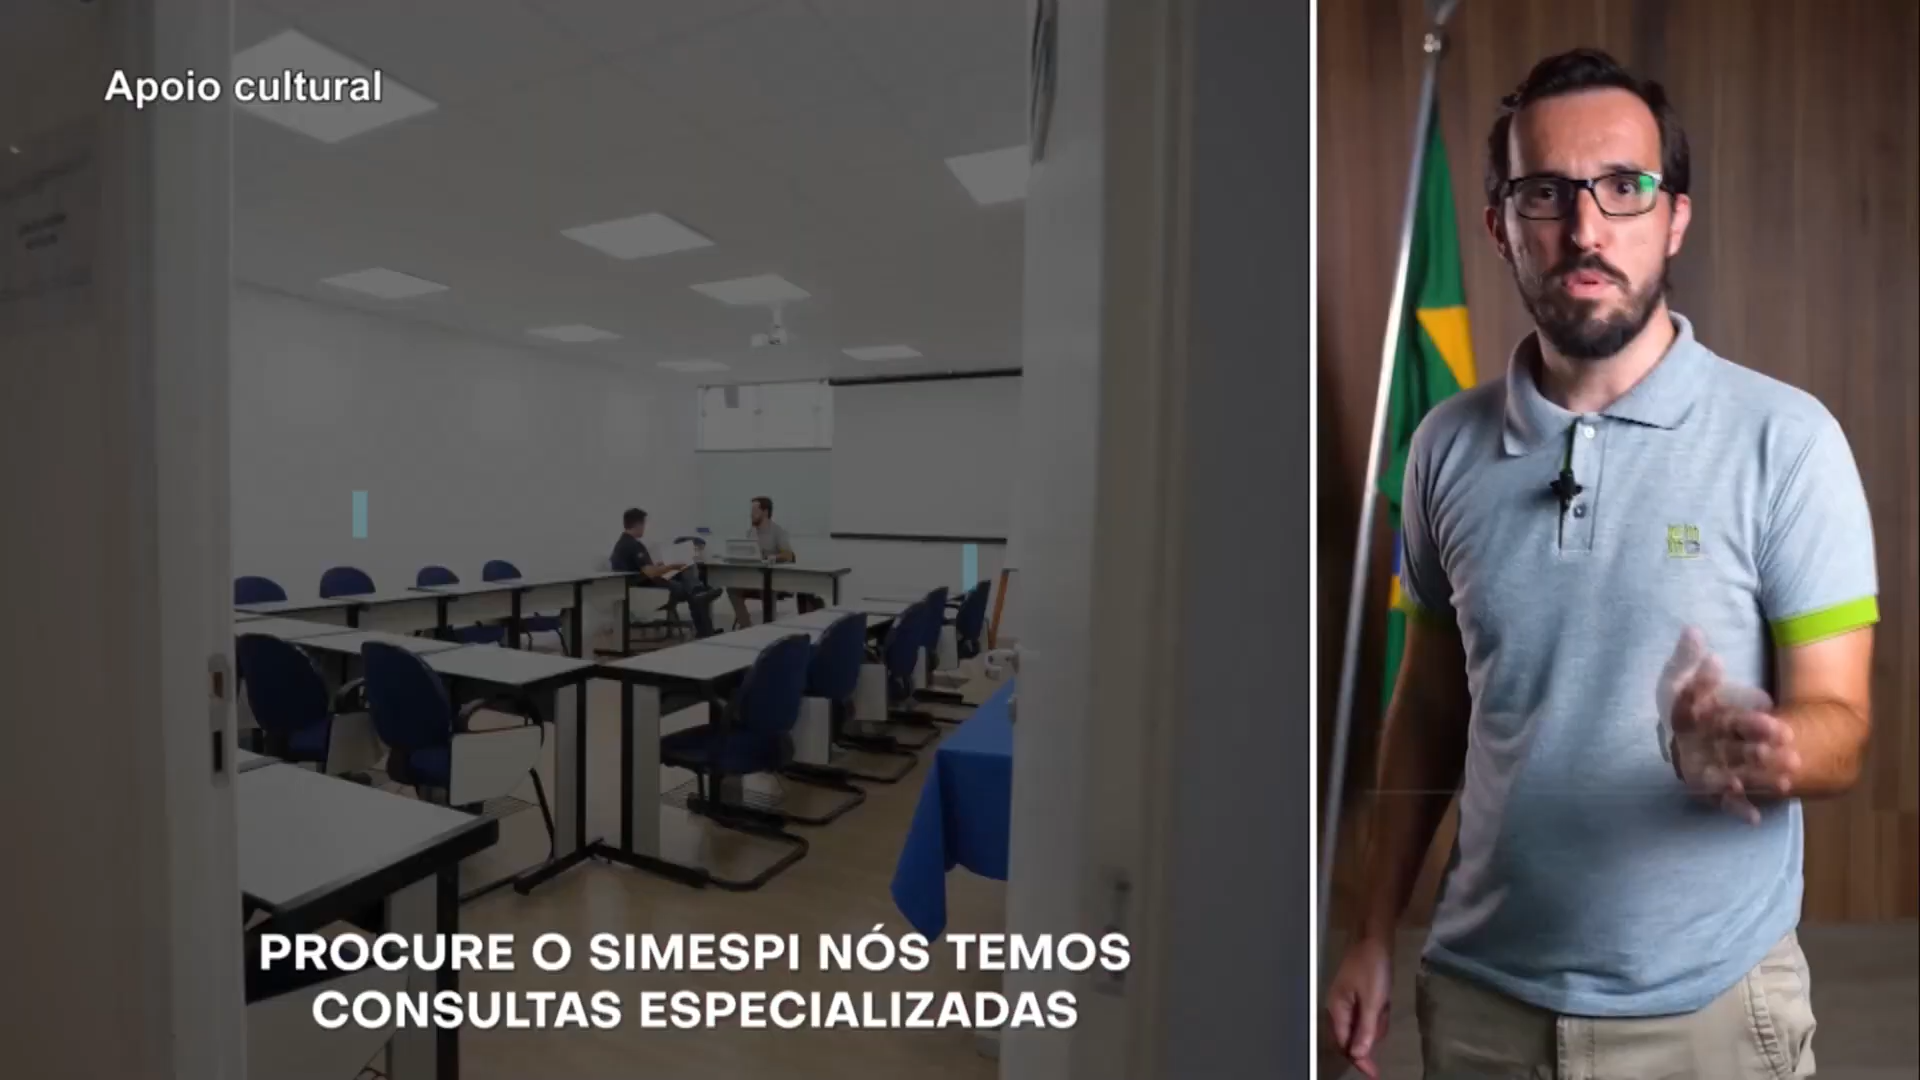 Apoio cultural
PROCURE O SIMESPI NÓS TEMOS
CONSULTAS ESPECIALIZADAS